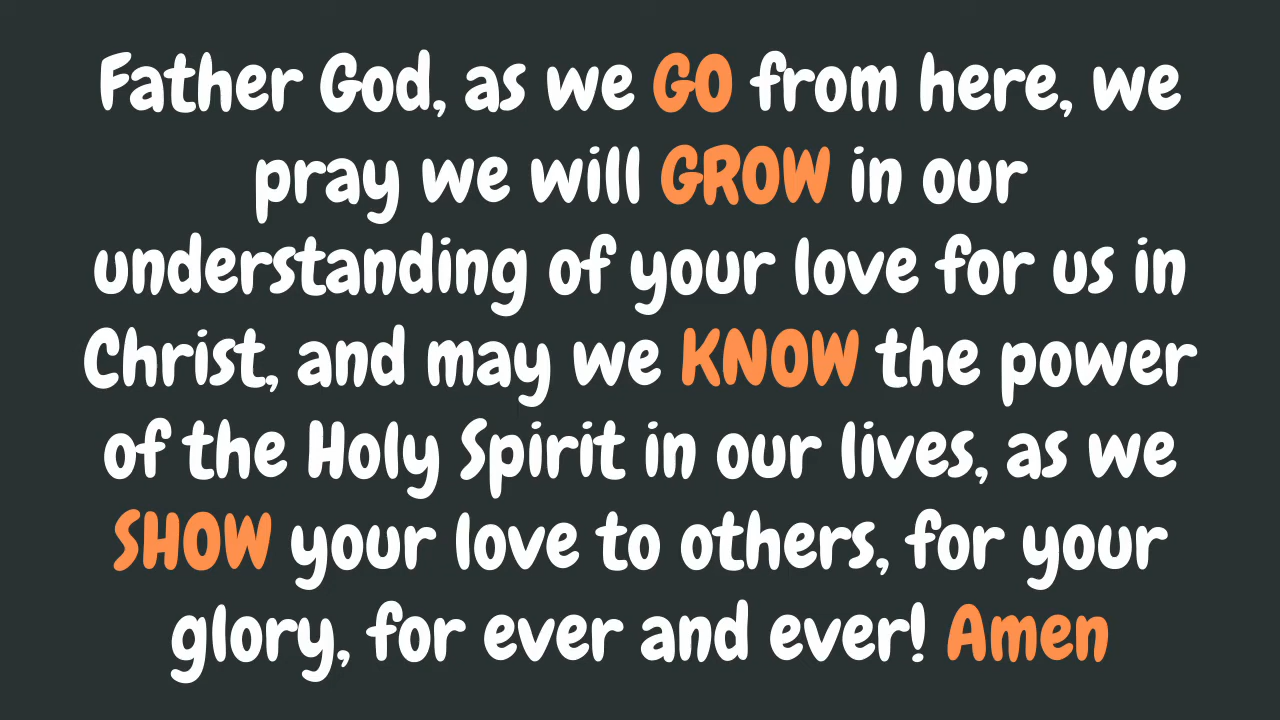 Father God, as we GO from here, we
pray we will GROW in our
understanding of your love for us in
Christ, and may we KNOW the power
of the Holy Spirit in our lives, as we
SHOW your love to others, for your
glory, for ever and ever! Amen